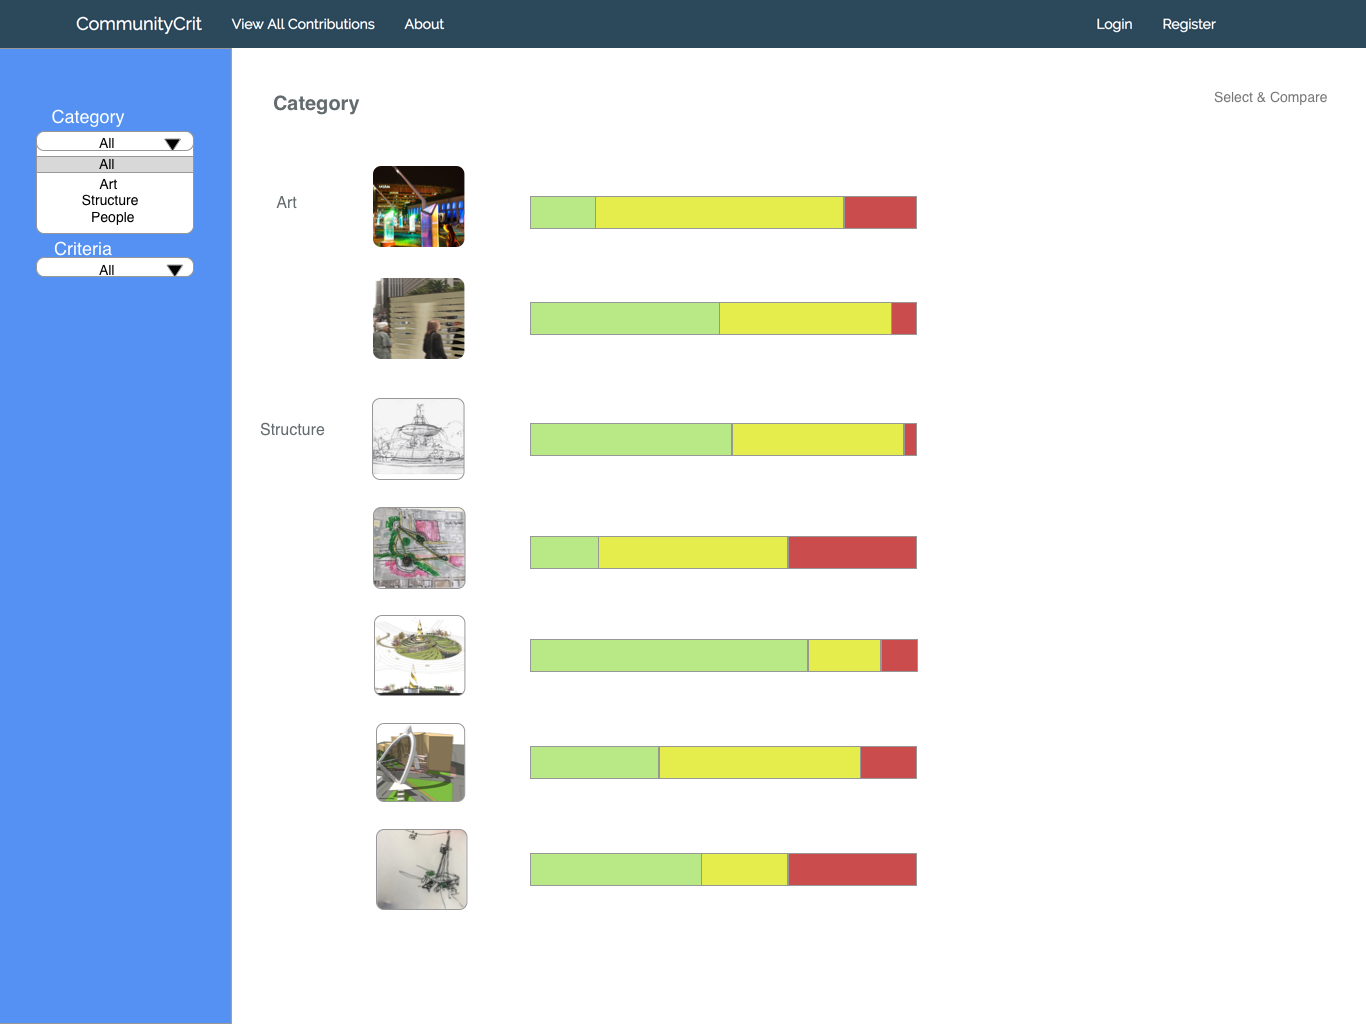 CommunityCrit View All Contributions About Login Register
Category
All
All
Art
Structure
People
Criteria
All
Category
Select & Compare
Art
Structure